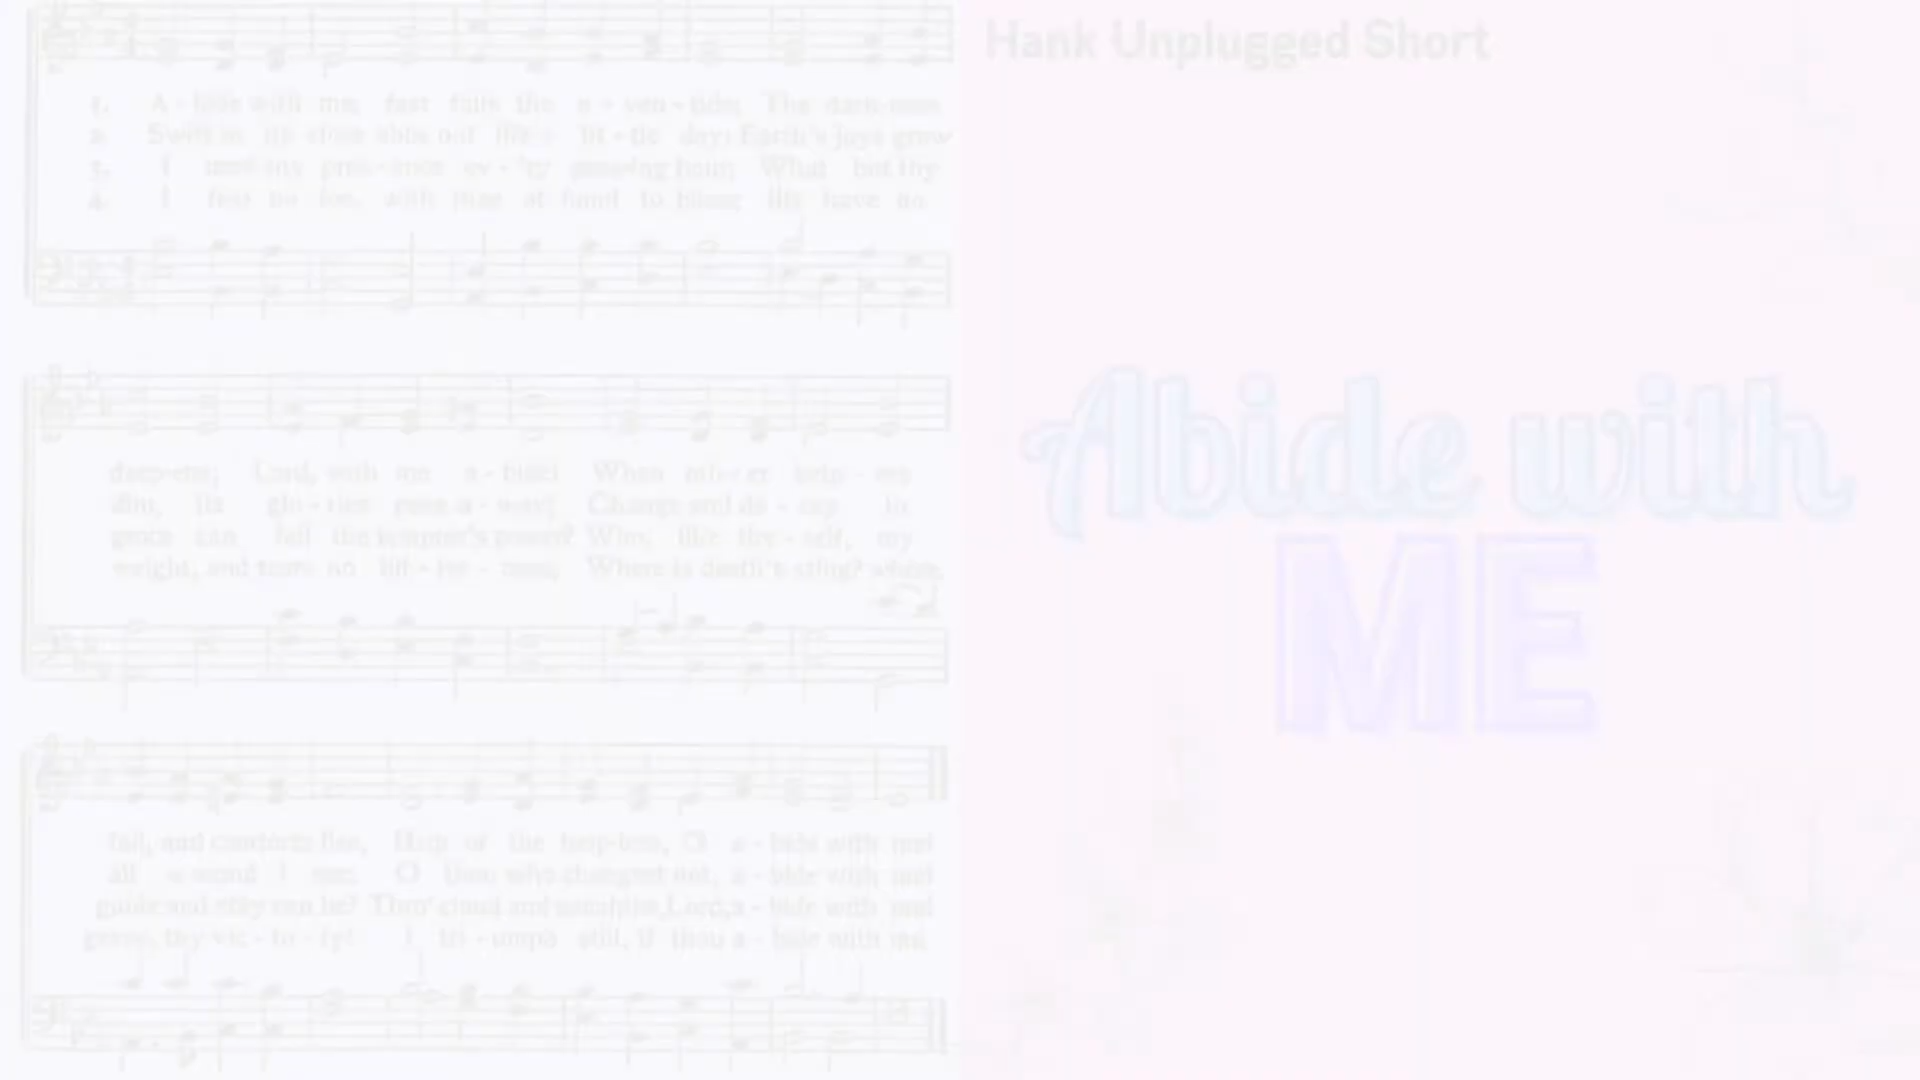 1. A - bide with me; fast falls the e - ven - tide; The dark-ness
2. Swift to its close ebbs out life's lit - tle day; Earth's joys grow
3. I need thy pres - ence ev - 'ry passing hour; What but thy
4. I fear no foe, with thee at hand to bless; Ills have no
deep-ens; Lord, with me a - bide! When oth-er help - ers
dim, its glo - ries pass a - way; Change and de - cay in
grace can foil the tempter's power? Who, like thy - self, my
weight, and tears no bit - ter - ness; Where is death's sting? where,
fail, and comforts flee, Help of the help-less, O a - bide with me!
all a-round I see; O thou who changest not, a - bide with me!
guide and stay can be? Thro' cloud and sunshine, Lord, a - bide with me!
grave, thy vic - to - ry? I tri - umph still, if thou a - bide with me.
Hank Unplugged Short
Abide with
ME